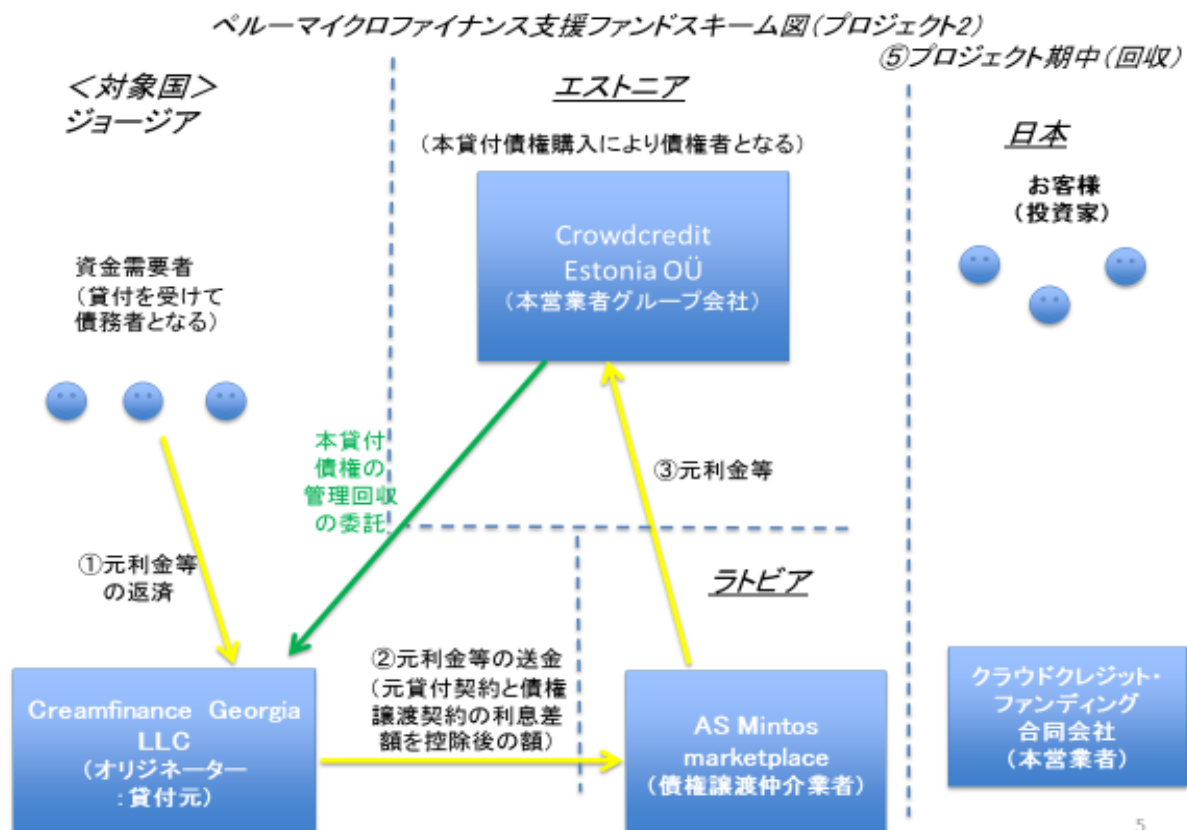 ペルーマイクロファイナンス支援ファンドスキーム図(プロジェクト2)
⑤プロジェクト期中(回収)
＜対象国＞
ジョージア
エストニア
日本
(本貸付債権購入により債権者となる)
お客様
(投資家)
Crowdcredit
Estonia OÜ
(本営業者グループ会社)
資金需要者
(貸付を受けて
債務者となる)
本貸付
債権の
管理回収
の委託
③元利金等
①元利金等
の返済
ラトビア
②元利金等の送金
(元貸付契約と債権
譲渡契約の利息差
額を控除後の額)
Creamfinance Georgia
LLC
(オリジネーター
:貸付元)
AS Mintos
marketplace
(債権譲渡仲介業者)
クラウドクレジット・
ファンディング
合同会社
(本営業者)
5